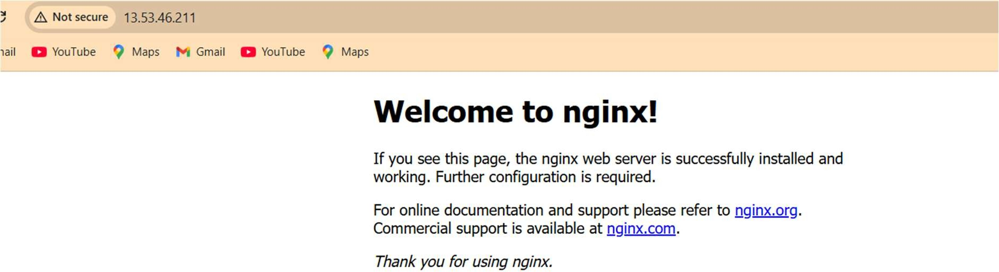 Not secure 13.53.46.211
ail YouTube Maps Gmail YouTube Maps
Welcome to nginx!
If you see this page, the nginx web server is successfully installed and
working. Further configuration is required.
For online documentation and support please refer to nginx.org.
Commercial support is available at nginx.com.
Thank you for using nginx.